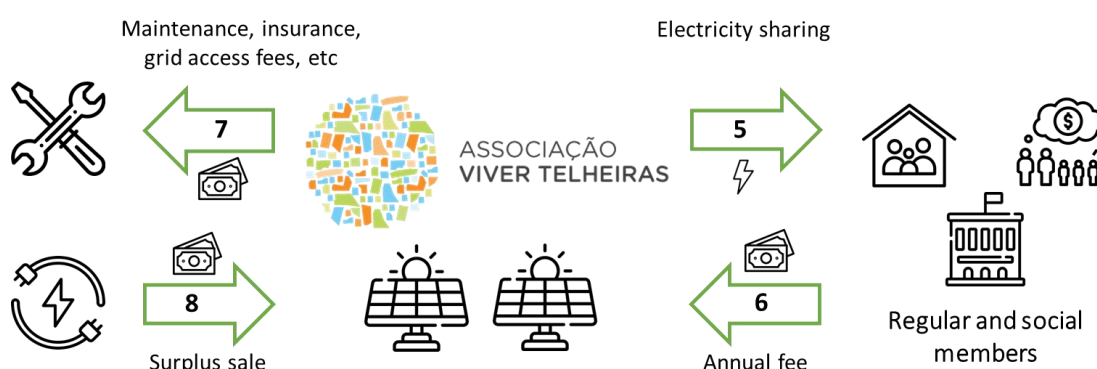 Maintenance, insurance,
grid access fees, etc
7
ASSOCIAÇÃO
VIVER TELHEIRAS
Electricity sharing
5
$
8
Surplus sale
6
Annual fee
Regular and social
members